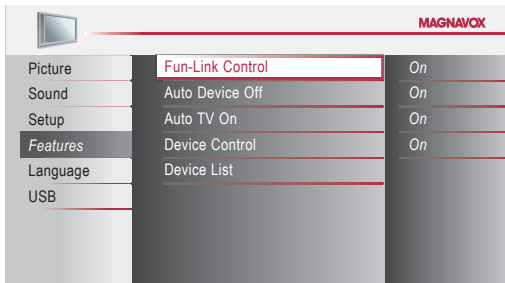 MAGNAVOX
Picture
Sound
Setup
Features
Language
USB
Fun-Link Control On
Auto Device Off On
Auto TV On On
Device Control On
Device List